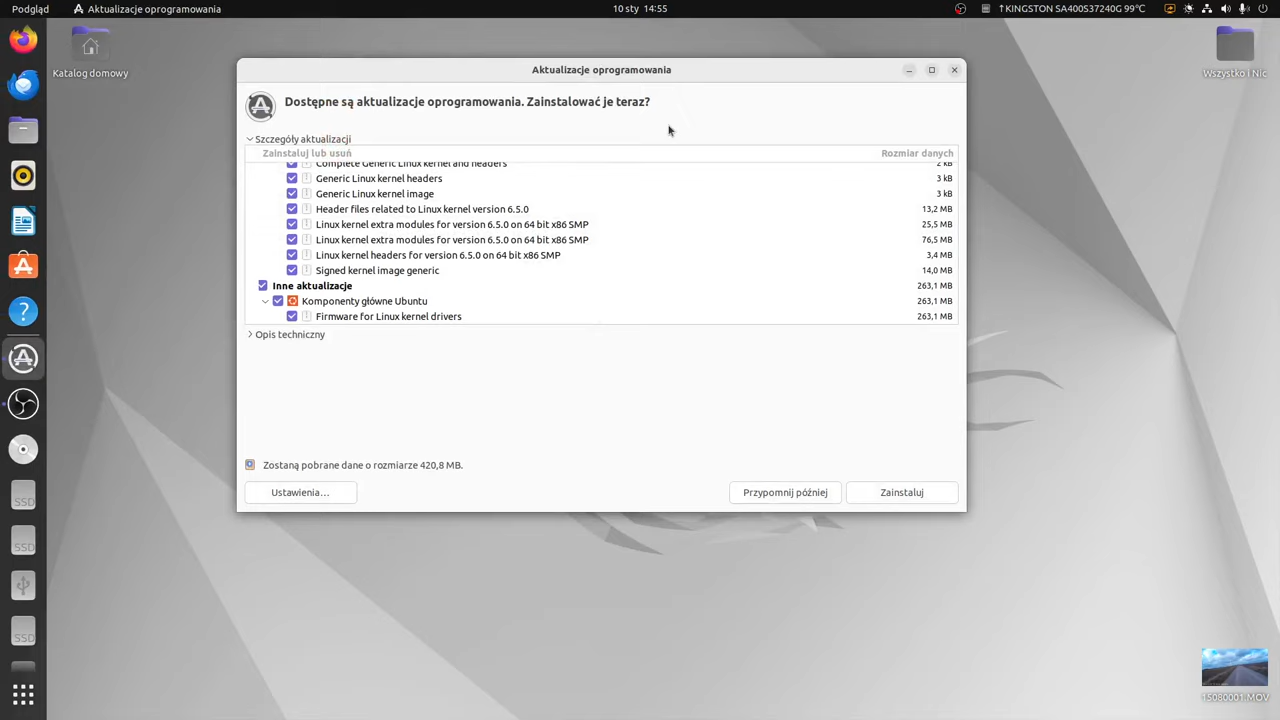 Podgląd
Aktualizacje oprogramowania
10 sty 14:55
↑KINGSTON SA400S37240G 99°C
Katalog domowy
Wszystko i Nic
Aktualizacje oprogramowania
Dostępne są aktualizacje oprogramowania. Zainstalować je teraz?
Szczegóły aktualizacji
Zainstaluj lub usuń Rozmiar danych
Complete Generic Linux kernel and headers 2 kB
Generic Linux kernel headers 3 kB
Generic Linux kernel image 3 kB
Header files related to Linux kernel version 6.5.0 13,2 MB
Linux kernel extra modules for version 6.5.0 on 64 bit x86 SMP 25,5 MB
Linux kernel extra modules for version 6.5.0 on 64 bit x86 SMP 76,5 MB
Linux kernel headers for version 6.5.0 on 64 bit x86 SMP 3,4 MB
Signed kernel image generic 14,0 MB
Inne aktualizacje 263,1 MB
Komponenty główne Ubuntu 263,1 MB
Firmware for Linux kernel drivers 263,1 MB
Opis techniczny
Zostaną pobrane dane o rozmiarze 420,8 MB.
Ustawienia…
Przypomnij później
Zainstaluj
SSD
SSD
SSD
15080001.MOV